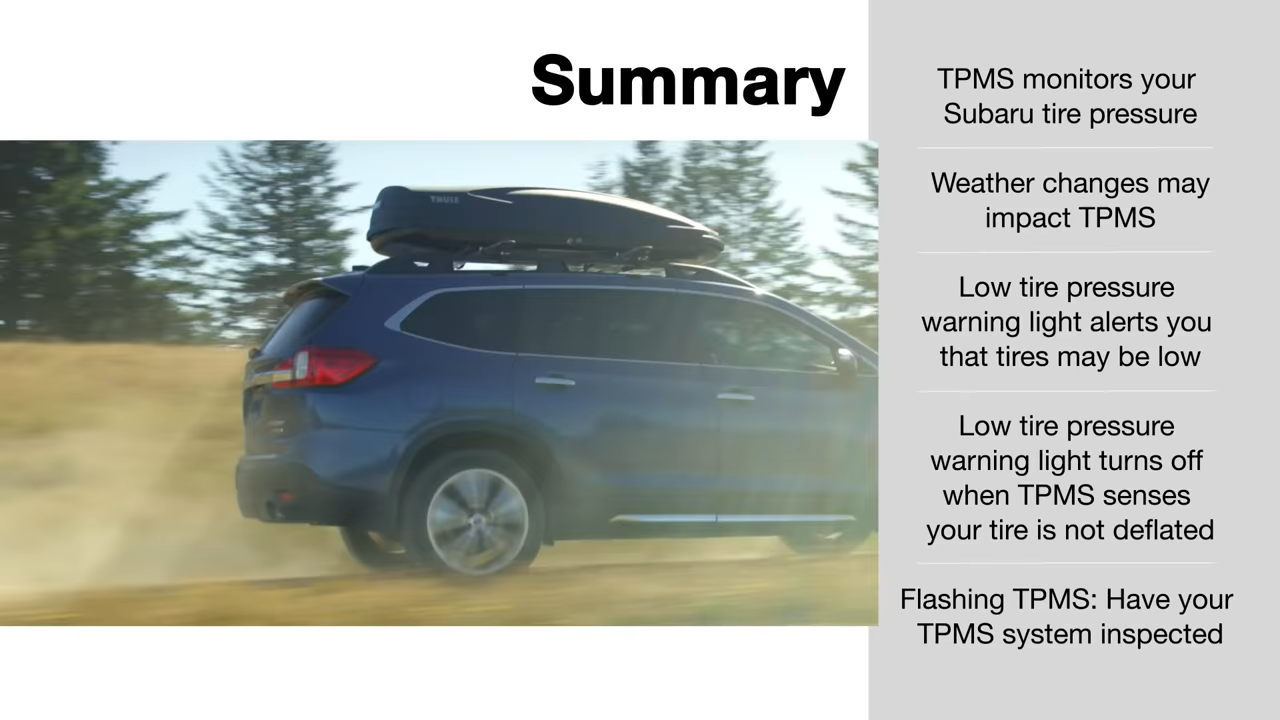 Summary
THULE
TPMS monitors your
Subaru tire pressure
Weather changes may
impact TPMS
Low tire pressure
warning light alerts you
that tires may be low
Low tire pressure
warning light turns off
when TPMS senses
your tire is not deflated
Flashing TPMS: Have your
TPMS system inspected